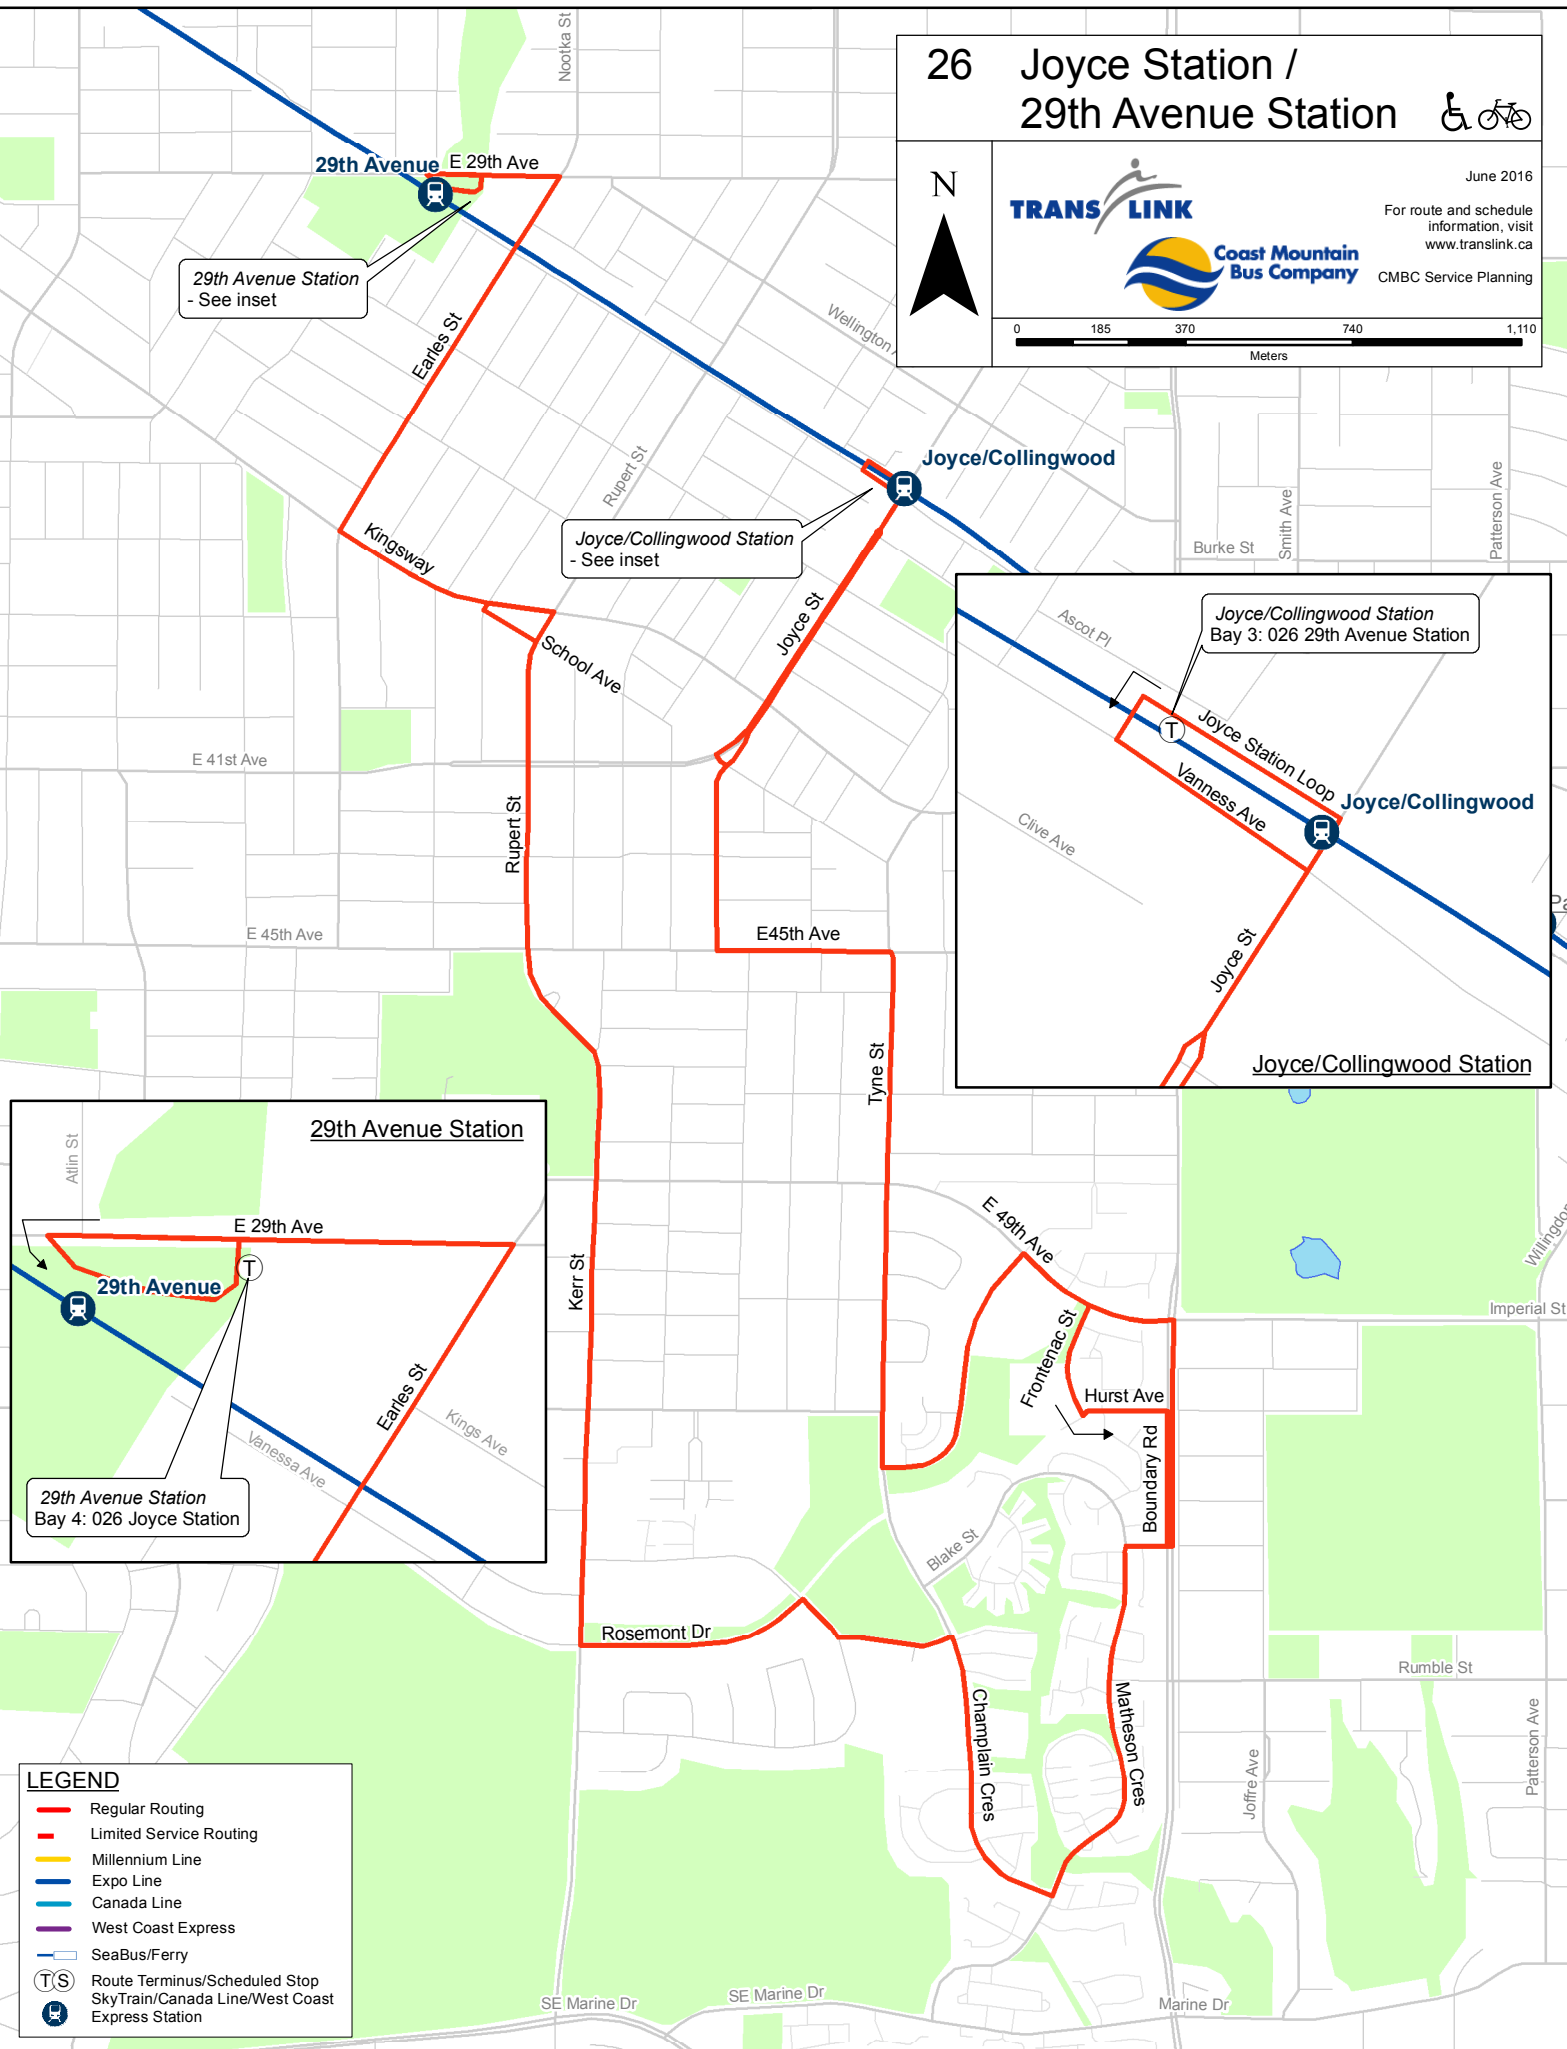 26 Joyce Station /
29th Avenue Station
N
TRANS LINK
Coast Mountain
Bus Company
June 2016
For route and schedule
information, visit
www.translink.ca
CMBC Service Planning
0 185 370 740 1,110
Meters
Nootka St
29th Avenue
E 29th Ave
29th Avenue Station
- See inset
Earles St
Wellington
Rupert St
Joyce/Collingwood
Kingsway
Joyce/Collingwood Station
- See inset
Smith Ave
Patterson Ave
Burke St
Joyce St
School Ave
E 41st Ave
Rupert St
E 45th Ave
E45th Ave
Tyne St
Ascot Pl
Joyce/Collingwood Station
Bay 3: 026 29th Avenue Station
T
Joyce Station Loop
Vanness Ave
Joyce/Collingwood
Clive Ave
Joyce St
Joyce/Collingwood Station
29th Avenue Station
Atlin St
E 29th Ave
29th Avenue
T
Earles St
Kings Ave
Vanessa Ave
29th Avenue Station
Bay 4: 026 Joyce Station
E 49th Ave
Kerr St
Frontenac St
Hurst Ave
Boundary Rd
Willingdon
Imperial St
Blake St
Rosemont Dr
Champlain Cres
Matheson Cres
Rumble St
Joffre Ave
Patterson Ave
SE Marine Dr
SE Marine Dr
Marine Dr
LEGEND
Regular Routing
Limited Service Routing
Millennium Line
Expo Line
Canada Line
West Coast Express
SeaBus/Ferry
T S Route Terminus/Scheduled Stop
SkyTrain/Canada Line/West Coast
Express Station